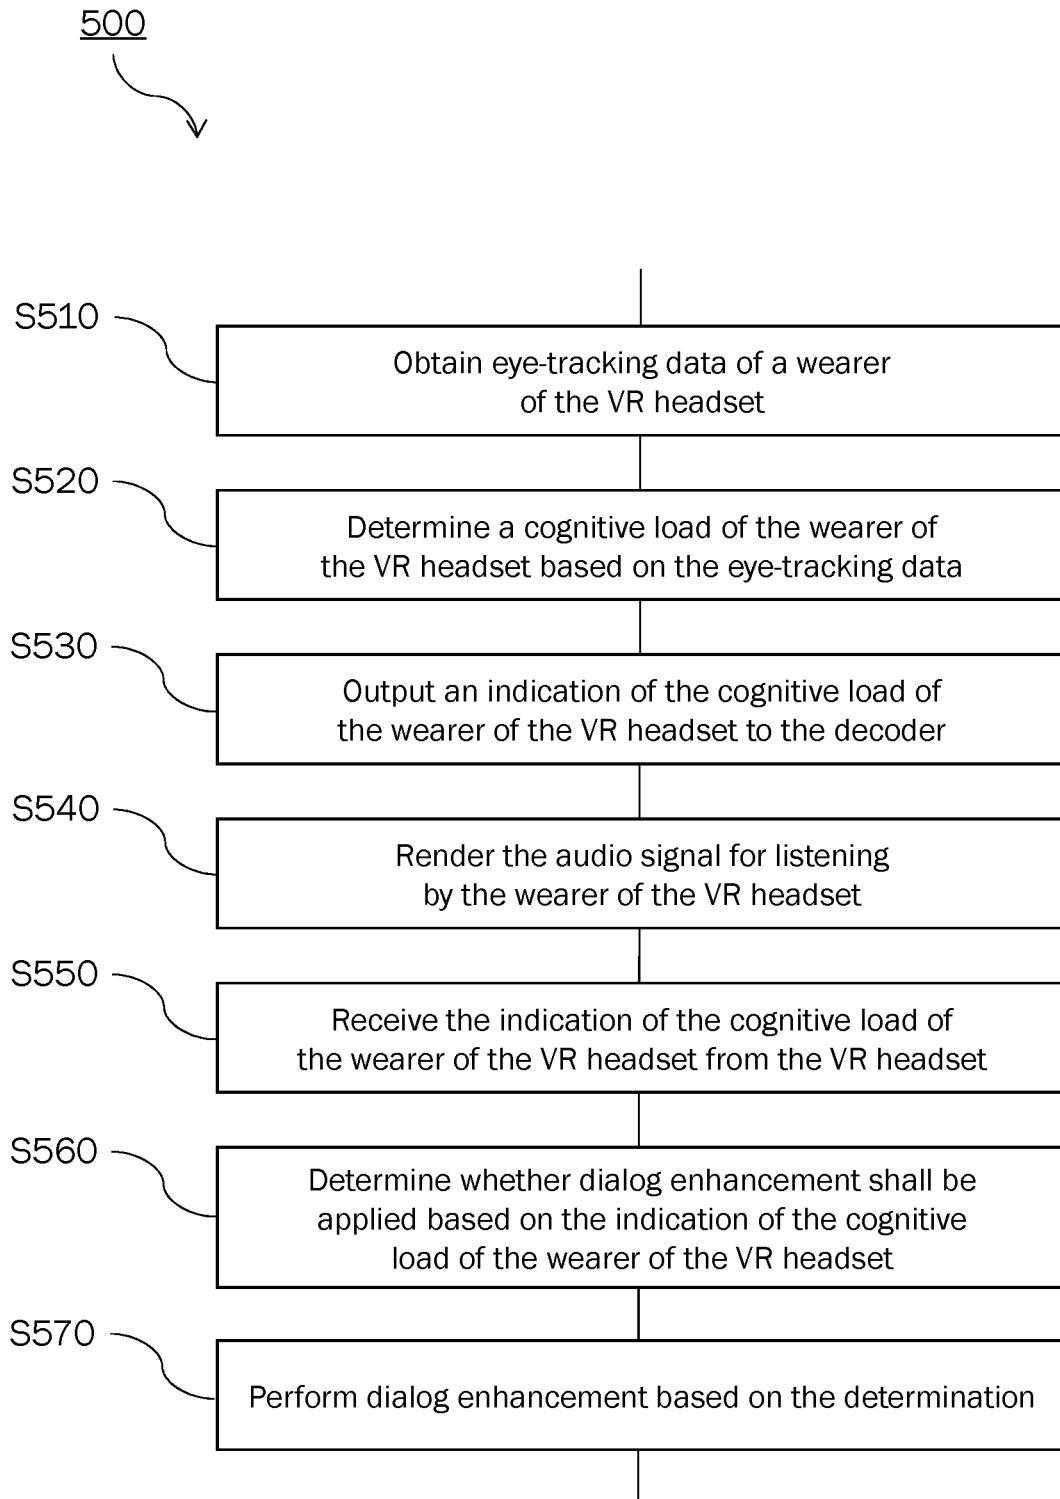 500
S510
Obtain eye-tracking data of a wearer
of the VR headset
S520
Determine a cognitive load of the wearer of
the VR headset based on the eye-tracking data
S530
Output an indication of the cognitive load of
the wearer of the VR headset to the decoder
S540
Render the audio signal for listening
by the wearer of the VR headset
S550
Receive the indication of the cognitive load of
the wearer of the VR headset from the VR headset
S560
Determine whether dialog enhancement shall be
applied based on the indication of the cognitive
load of the wearer of the VR headset
S570
Perform dialog enhancement based on the determination